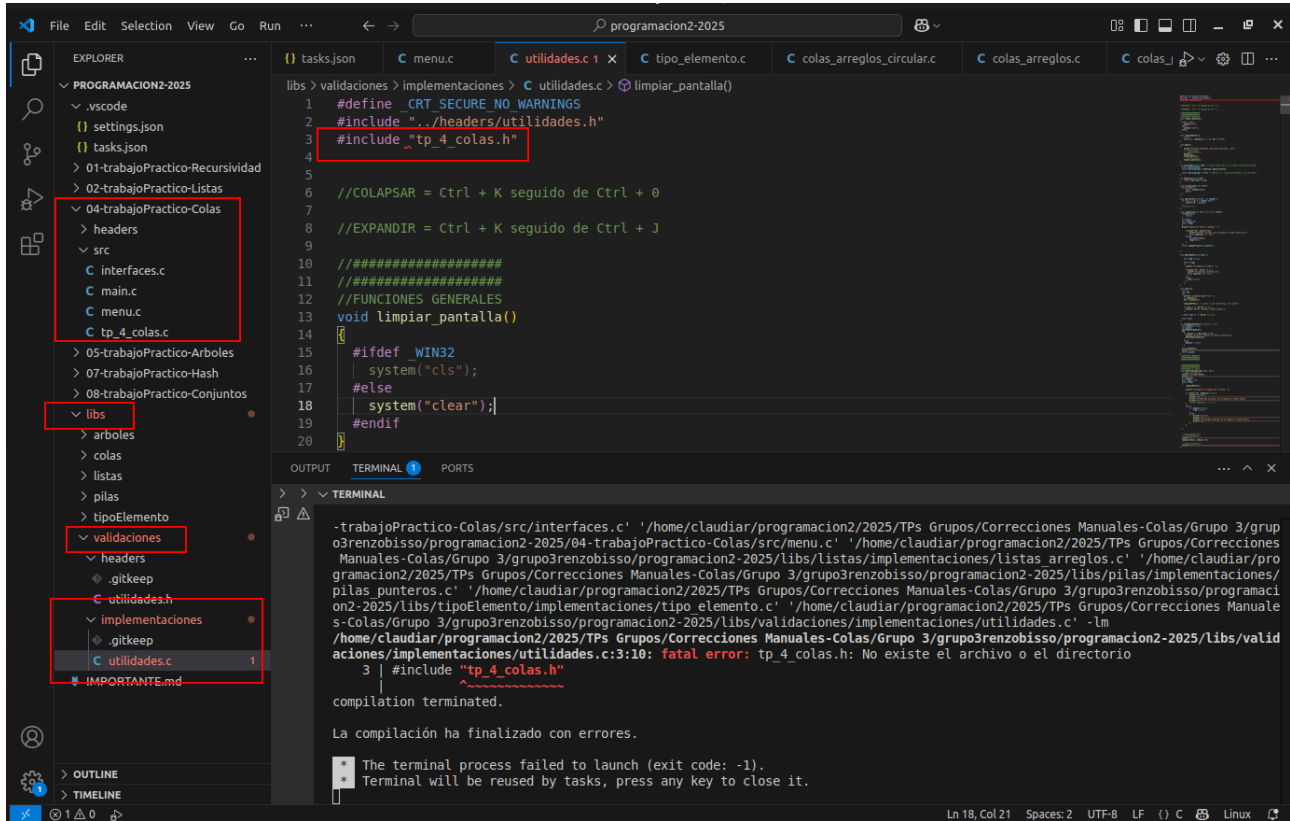 File Edit Selection View Go Run ··· programacion2-2025
EXPLORER ···
PROGRAMACION2-2025
.vscode
{} settings.json
{} tasks.json
01-trabajoPractico-Recursividad
02-trabajoPractico-Listas
04-trabajoPractico-Colas
headers
src
C interfaces.c
C main.c
C menu.c
C tp_4_colas.c
05-trabajoPractico-Arboles
07-trabajoPractico-Hash
08-trabajoPractico-Conjuntos
libs
arboles
colas
listas
pilas
tipoElemento
validaciones
headers
.gitkeep
C utilidades.h
implementaciones
.gitkeep
C utilidades.c 1
IMPORTANTE.md
OUTLINE
TIMELINE
{} tasks.json C menu.c C utilidades.c 1 × C tipo_elemento.c C colas_arreglos_circular.c C colas_arreglos.c C colas_
libs > validaciones > implementaciones > C utilidades.c > limpiar_pantalla()
1 #define _CRT_SECURE_NO_WARNINGS
2 #include "../headers/utilidades.h"
3 #include "tp_4_colas.h"
4
5
6 //COLAPSAR = Ctrl + K seguido de Ctrl + 0
7
8 //EXPANDIR = Ctrl + K seguido de Ctrl + J
9
10 //###################
11 //###################
12 //FUNCIONES GENERALES
13 void limpiar_pantalla()
14 {
15 #ifdef _WIN32
16 system("cls");
17 #else
18 system("clear");
19 #endif
20 }
OUTPUT TERMINAL 1 PORTS
TERMINAL
-trabajoPractico-Colas/src/interfaces.c' '/home/claudiar/programacion2/2025/TPs Grupos/Correcciones Manuales-Colas/Grupo 3/grup
o3renzobisso/programacion2-2025/04-trabajoPractico-Colas/src/menu.c' '/home/claudiar/programacion2/2025/TPs Grupos/Correcciones
Manuales-Colas/Grupo 3/grupo3renzobisso/programacion2-2025/libs/listas/implementaciones/listas_arreglos.c' '/home/claudiar/pro
gramacion2/2025/TPs Grupos/Correcciones Manuales-Colas/Grupo 3/grupo3renzobisso/programacion2-2025/libs/pilas/implementaciones/
pilas_punteros.c' '/home/claudiar/programacion2/2025/TPs Grupos/Correcciones Manuales-Colas/Grupo 3/grupo3renzobisso/programaci
on2-2025/libs/tipoElemento/implementaciones/tipo_elemento.c' '/home/claudiar/programacion2/2025/TPs Grupos/Correcciones Manuale
s-Colas/Grupo 3/grupo3renzobisso/programacion2-2025/libs/validaciones/implementaciones/utilidades.c' -lm
/home/claudiar/programacion2/2025/TPs Grupos/Correcciones Manuales-Colas/Grupo 3/grupo3renzobisso/programacion2-2025/libs/valid
aciones/implementaciones/utilidades.c:3:10: fatal error: tp_4_colas.h: No existe el archivo o el directorio
3 | #include "tp_4_colas.h"
| ^~~~~~~~~~~~~~
compilation terminated.
La compilación ha finalizado con errores.
* The terminal process failed to launch (exit code: -1).
* Terminal will be reused by tasks, press any key to close it.
1 0 Ln 18, Col 21 Spaces: 2 UTF-8 LF {} C Linux